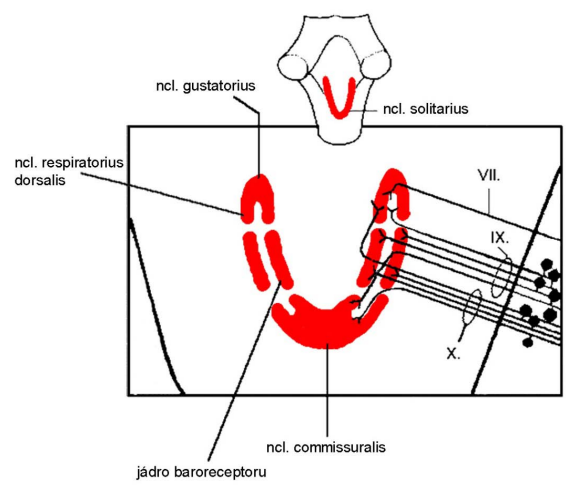 ncl. gustatorius
ncl. solitarius
ncl. respiratorius
dorsalis
VII.
IX.
X.
ncl. commissuralis
jádro baroreceptoru